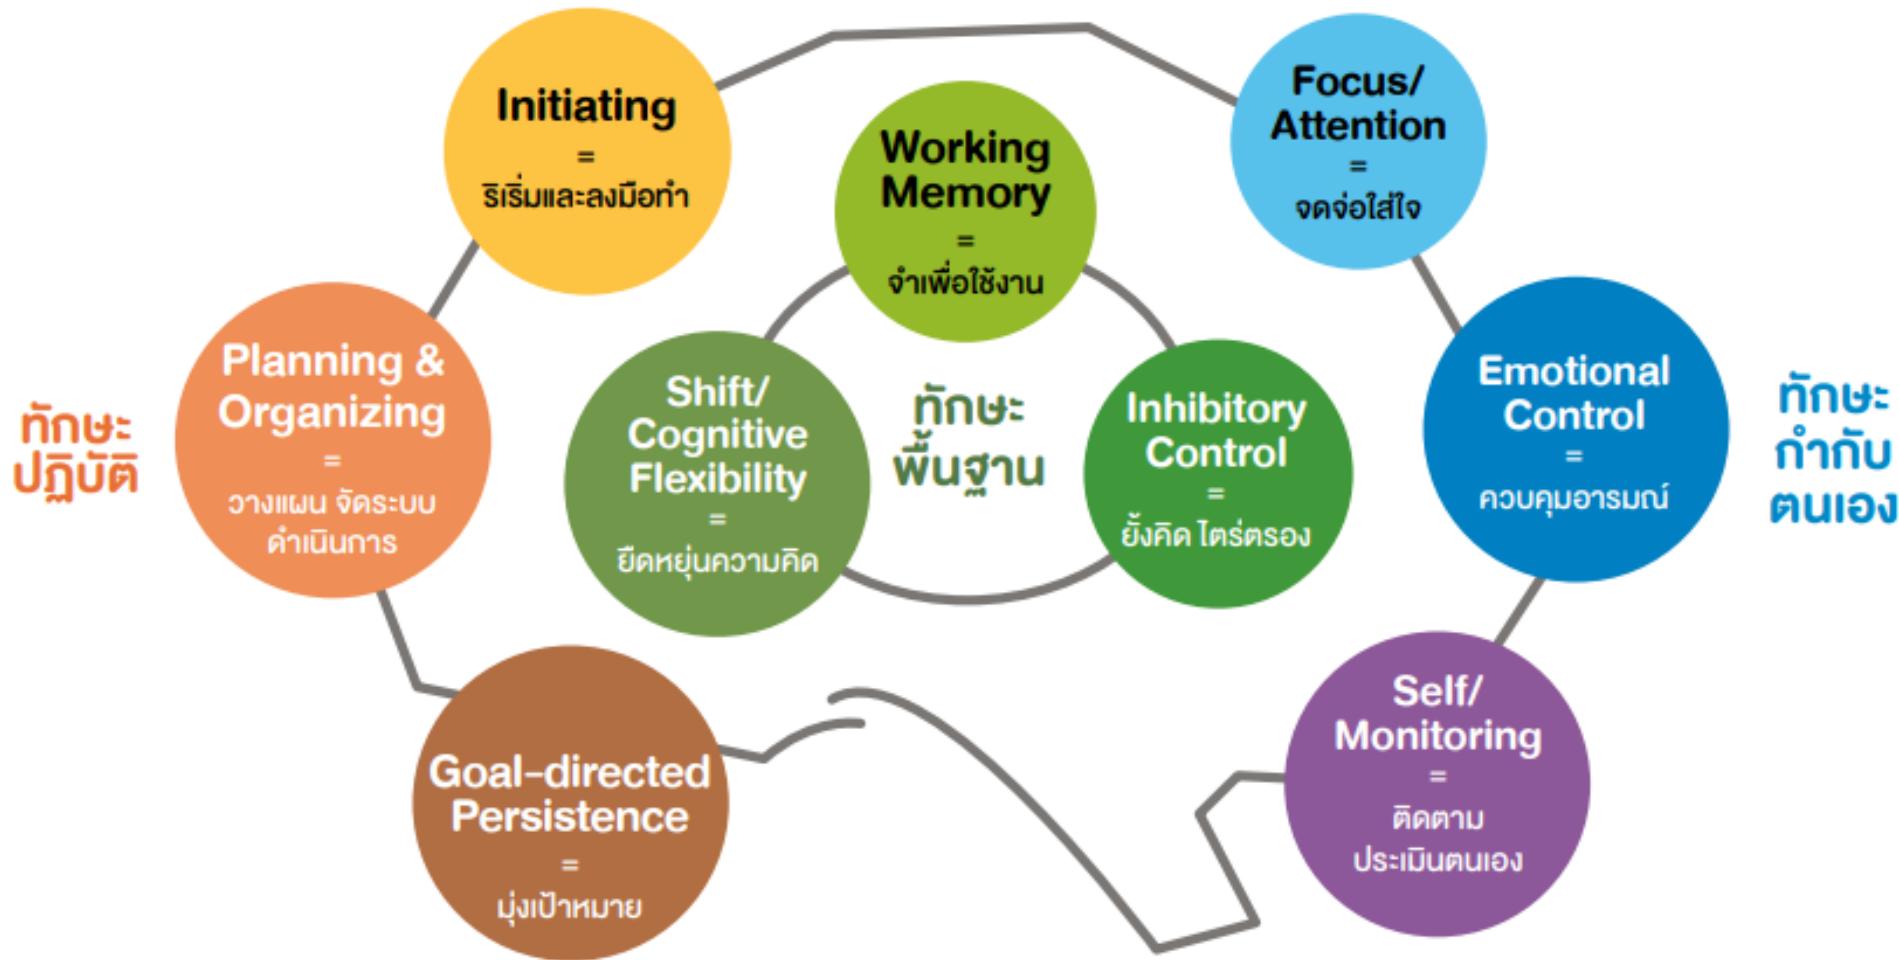 Initiating
=
ริเริ่มและลงมือทำ
Working
Memory
=
จำเพื่อใช้งาน
Focus/
Attention
=
จดจ่อใส่ใจ
ทักษะ
ปฏิบัติ
Planning &
Organizing
=
วางแผน จัดระบบ
ดำเนินการ
Shift/
Cognitive
Flexibility
=
ยืดหยุ่นความคิด
ทักษะ
พื้นฐาน
Inhibitory
Control
=
ยั้งคิด ไตร่ตรอง
Emotional
Control
=
ควบคุมอารมณ์
ทักษะ
กำกับ
ตนเอง
Goal-directed
Persistence
=
มุ่งเป้าหมาย
Self/
Monitoring
=
ติดตาม
ประเมินตนเอง